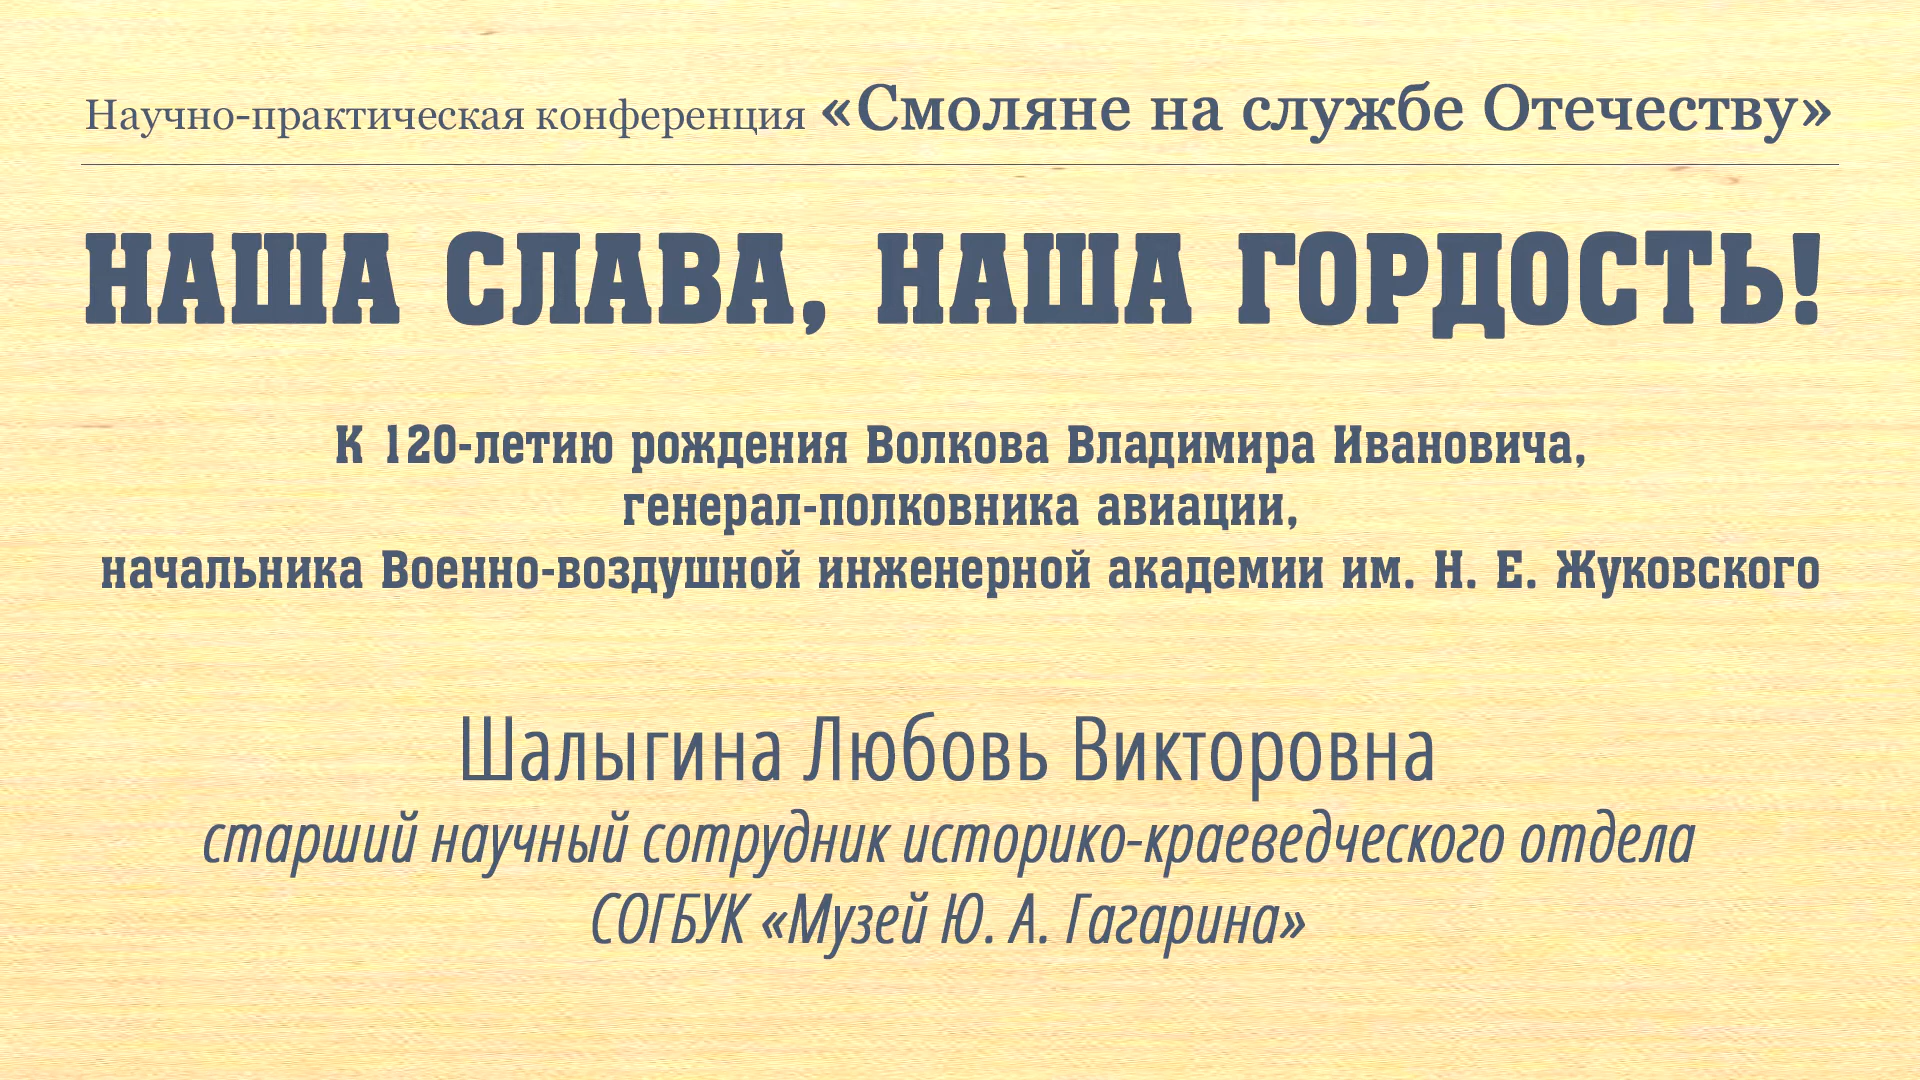 Научно-практическая конференция «Смоляне на службе Отечеству»
НАША СЛАВА, НАША ГОРДОСТЬ!
К 120-летию рождения Волкова Владимира Ивановича,
генерал-полковника авиации,
начальника Военно-воздушной инженерной академии им. Н. Е. Жуковского
Шалыгина Любовь Викторовна
старший научный сотрудник историко-краеведческого отдела
СОГБУК «Музей Ю. А. Гагарина»